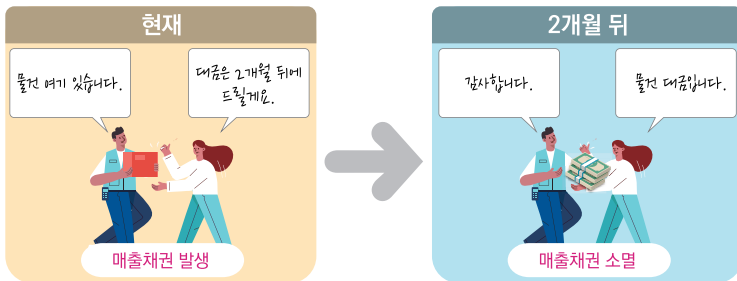 현재
물건 여기 있습니다.
대금은 2개월 뒤에
드릴게요.
매출채권 발생
2개월 뒤
감사합니다.
물건 대금입니다.
매출채권 소멸